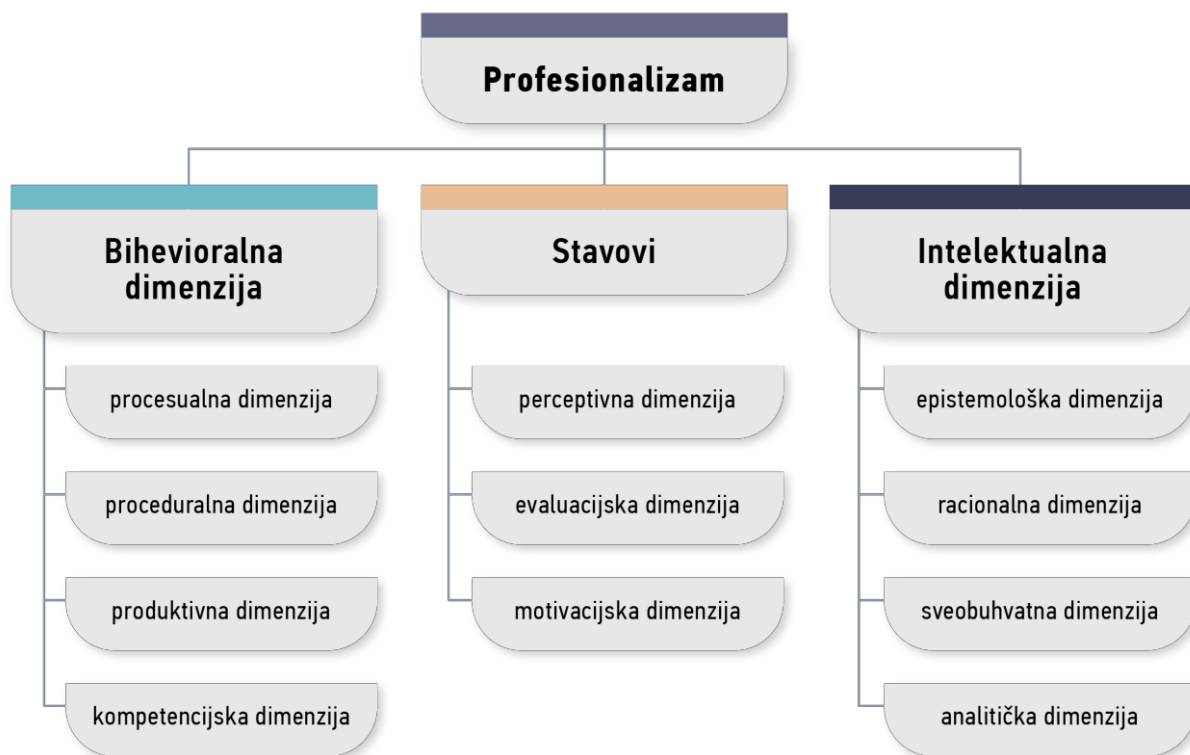 Profesionalizam
Bihevioralna
dimenzija
procesualna dimenzija
proceduralna dimenzija
produktivna dimenzija
kompetencijska dimenzija
Stavovi
perceptivna dimenzija
evaluacijska dimenzija
motivacijska dimenzija
Intelektualna
dimenzija
epistemološka dimenzija
racionalna dimenzija
sveobuhvatna dimenzija
analitička dimenzija